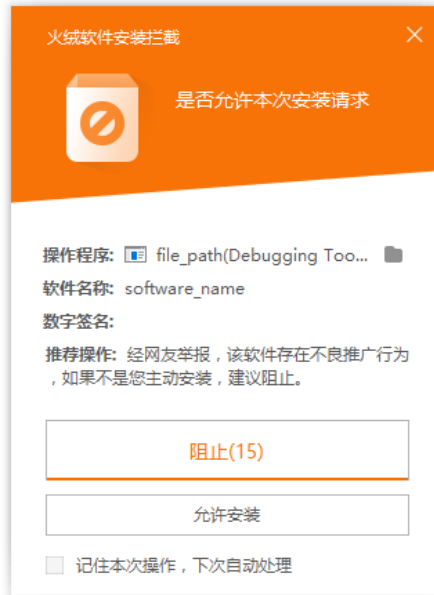 火绒软件安装拦截
是否允许本次安装请求
操作程序: file_path(Debugging Too...
软件名称: software_name
数字签名:
推荐操作: 经网友举报，该软件存在不良推广行为
，如果不是您主动安装，建议阻止。
阻止(15)
允许安装
记住本次操作，下次自动处理